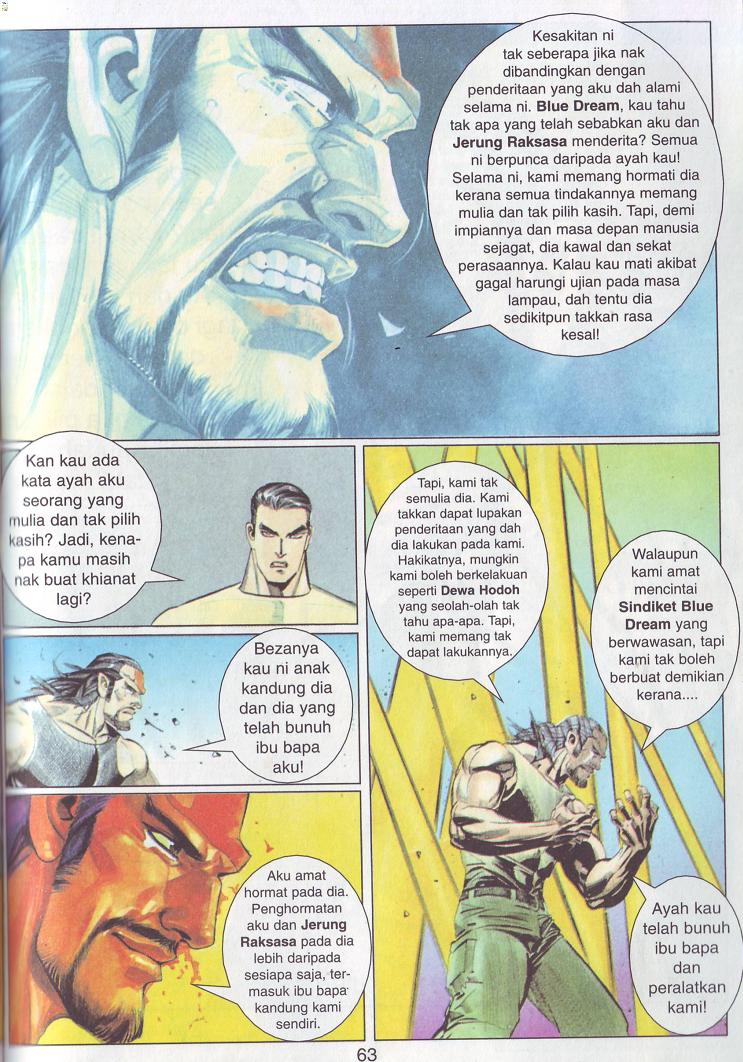 Kesakitan ni
tak seberapa jika nak
dibandingkan dengan
penderitaan yang aku dah alami
selama ni. Blue Dream, kau tahu
tak apa yang telah sebabkan aku dan
Jerung Raksasa menderita? Semua
ni berpunca daripada ayah kau!
Selama ni, kami memang hormati dia
kerana semua tindakannya memang
mulia dan tak pilih kasih. Tapi, demi
impiannya dan masa depan manusia
sejagat, dia kawal dan sekat
perasaannya. Kalau kau mati akibat
gagal harungi ujian pada masa
lampau, dah tentu dia
sedikitpun takkan rasa
kesal!
Kan kau ada
kata ayah aku
seorang yang
mulia dan tak pilih
kasih? Jadi, kena-
pa kamu masih
nak buat khianat
lagi?
Bezanya
kau ni anak
kandung dia
dan dia yang
telah bunuh
ibu bapa
aku!
Aku amat
hormat pada dia.
Penghormatan
aku dan Jerung
Raksasa pada dia
lebih daripada
sesiapa saja, ter-
masuk ibu bapa
kandung kami
sendiri.
Tapi, kami tak
semulia dia. Kami
takkan dapat lupakan
penderitaan yang dah
dia lakukan pada kami.
Hakikatnya, mungkin
kami boleh berkelakuan
seperti Dewa Hodoh
yang seolah-olah tak
tahu apa-apa. Tapi,
kami memang tak
dapat lakukannya.
Walaupun
kami amat
mencintai
Sindiket Blue
Dream yang
berwawasan, tapi
kami tak boleh
berbuat demikian
kerana....
Ayah kau
telah bunuh
ibu bapa
dan
peralatkan
kami!
63